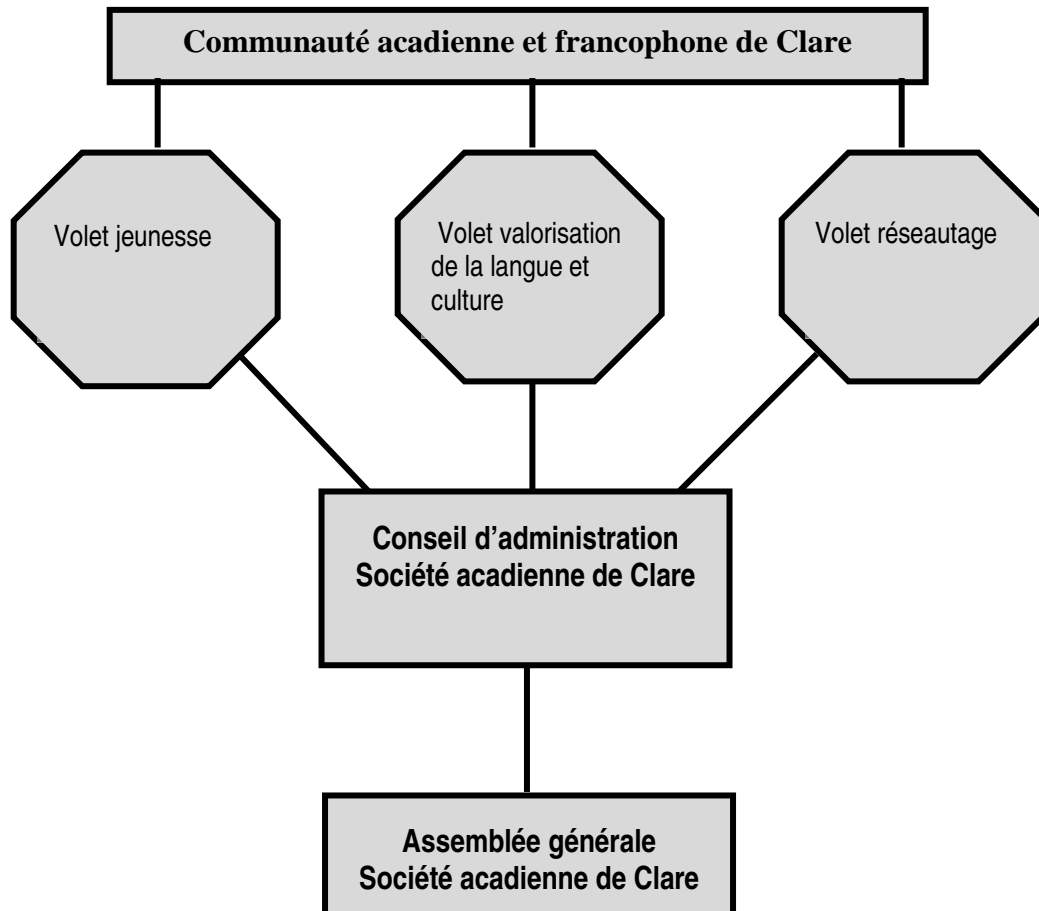 Communauté acadienne et francophone de Clare
Volet jeunesse
Volet valorisation
de la langue et
culture
Volet réseautage
Conseil d’administration
Société acadienne de Clare
Assemblée générale
Société acadienne de Clare